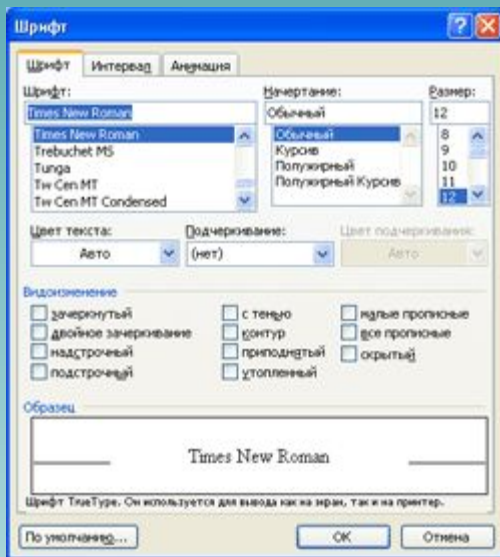 Шрифт
Шрифт Интервал Анимация
Шрифт: Начертание: Размер:
Times New Roman Обычный 12
Times New Roman Обычный 8
Trebuchet MS Курсив 9
Tunga Полужирный 10
Tw Cen MT Полужирный Курсив 11
Tw Cen MT Condensed 12
Цвет текста: Подчеркивание: Цвет подчеркивания:
Авто (нет) Авто
Видоизменение
зачеркнутый с тенью малые прописные
двойное зачеркивание контур все прописные
надстрочный приподнятый скрытый
подстрочный утопленный
Образец
Times New Roman
Шрифт TrueType. Он используется для вывода как на экран, так и на принтер.
По умолчанию... ОК Отмена